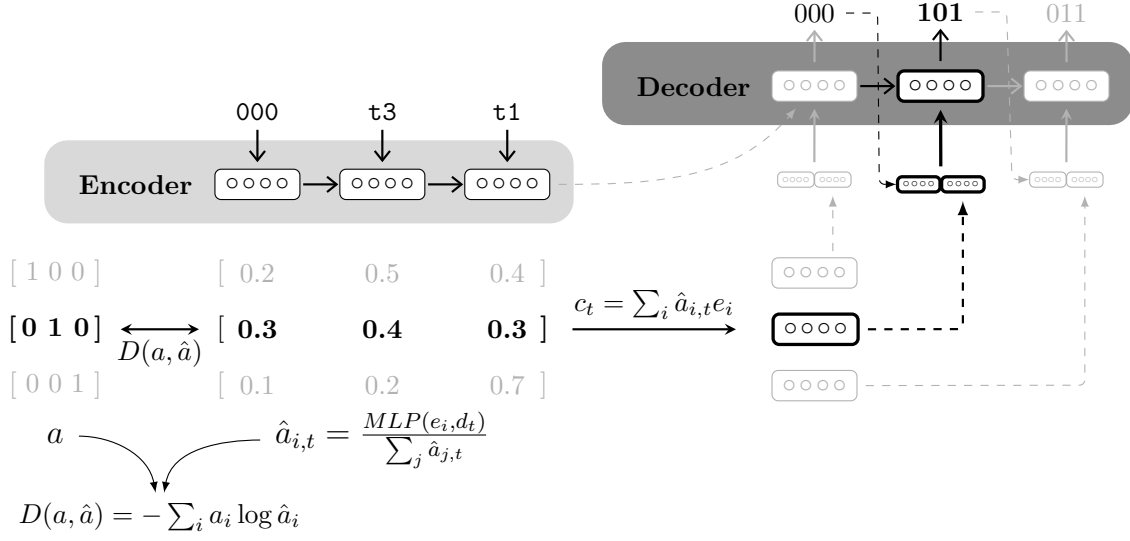 000 101 011
Decoder
000 t3 t1
Encoder
[ 1 0 0 ] [ 0.2 0.5 0.4 ]
[0 1 0] [ 0.3 0.4 0.3 ]
D(a, â)
c_t = ∑_i â_{i,t} e_i
[ 0 0 1 ] [ 0.1 0.2 0.7 ]
a
â_{i,t} = MLP(e_i,d_t) / ∑_j â_{j,t}
D(a, â) = − ∑_i a_i log â_i